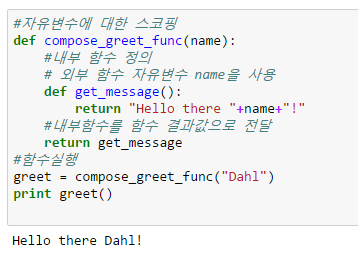 #자유변수에 대한 스코핑
def compose_greet_func(name):
    #내부 함수 정의
    # 외부 함수 자유변수 name을 사용
    def get_message():
        return "Hello there "+name+"!"
    #내부함수를 함수 결과값으로 전달
    return get_message
#함수실행
greet = compose_greet_func("Dahl")
print greet()
Hello there Dahl!